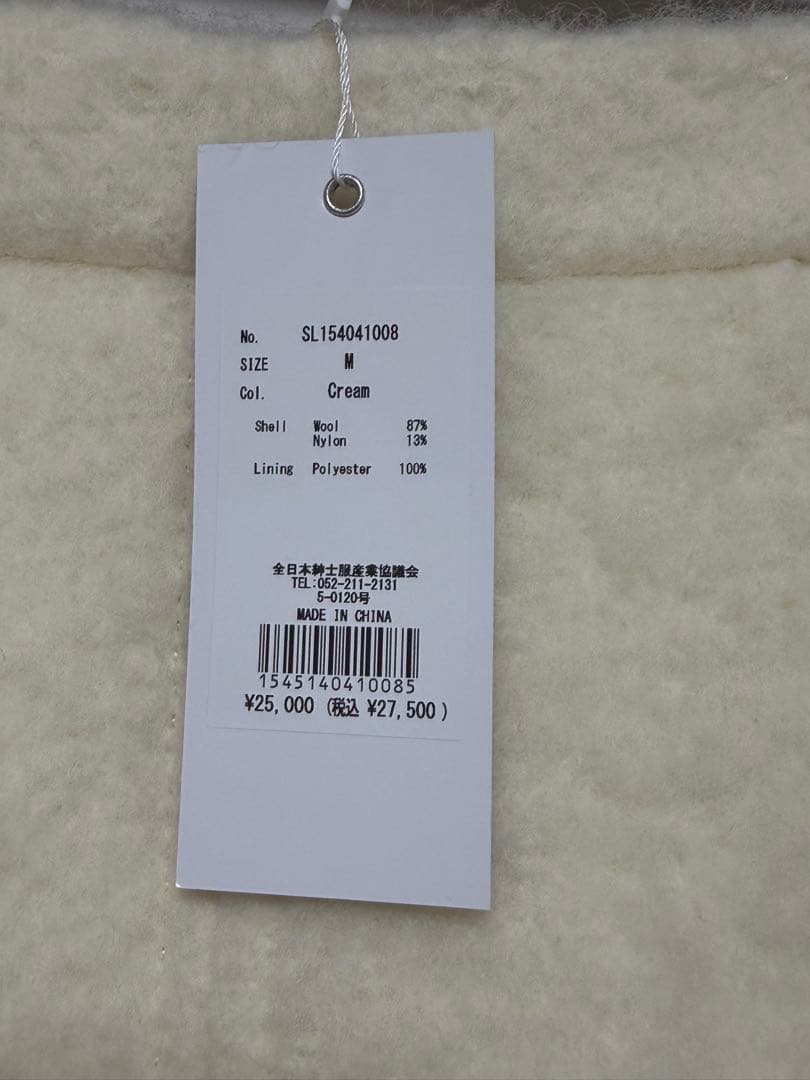 No. SL154041008
SIZE M
Col. Cream
Shell Wool 87%
Nylon 13%
Lining Polyester 100%
全日本紳士服産業協議会
TEL:052-211-2131
5-0120号
MADE IN CHINA
1545140410085
¥25,000 (税込 ¥27,500)